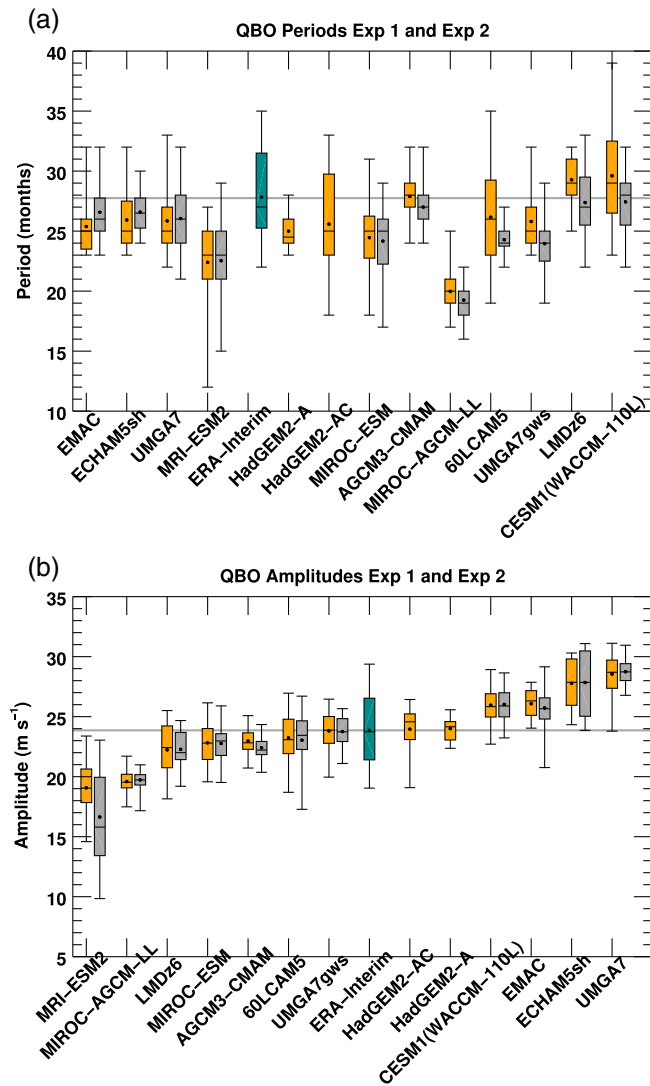 (a)
QBO Periods Exp 1 and Exp 2
Period (months)
40
35
30
25
20
15
10
EMAC
ECHAM5sh
UMGA7
MRI−ESM2
ERA−Interim
HadGEM2−A
HadGEM2−AC
MIROC−ESM
AGCM3−CMAM
MIROC−AGCM−LL
60LCAM5
UMGA7gws
LMDz6
CESM1(WACCM−110L)
(b)
QBO Amplitudes Exp 1 and Exp 2
Amplitude (m s⁻¹)
35
30
25
20
15
10
5
MRI−ESM2
MIROC−AGCM−LL
LMDz6
MIROC−ESM
AGCM3−CMAM
60LCAM5
UMGA7gws
ERA−Interim
HadGEM2−AC
HadGEM2−A
CESM1(WACCM−110L)
EMAC
ECHAM5sh
UMGA7